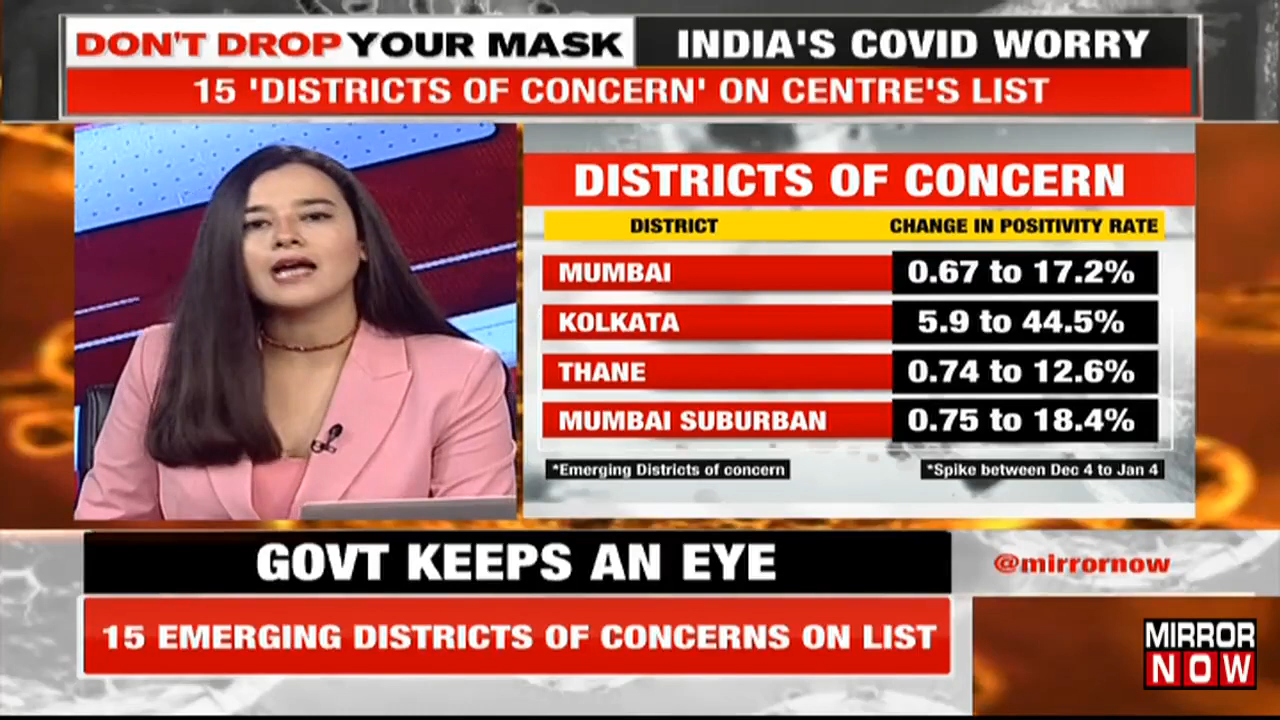 DON'T DROP YOUR MASK
INDIA'S COVID WORRY
15 'DISTRICTS OF CONCERN' ON CENTRE'S LIST
DISTRICTS OF CONCERN
DISTRICT CHANGE IN POSITIVITY RATE
MUMBAI 0.67 to 17.2%
KOLKATA 5.9 to 44.5%
THANE 0.74 to 12.6%
MUMBAI SUBURBAN 0.75 to 18.4%
*Emerging Districts of concern *Spike between Dec 4 to Jan 4
GOVT KEEPS AN EYE
@mirrornow
15 EMERGING DISTRICTS OF CONCERNS ON LIST
MIRROR
NOW